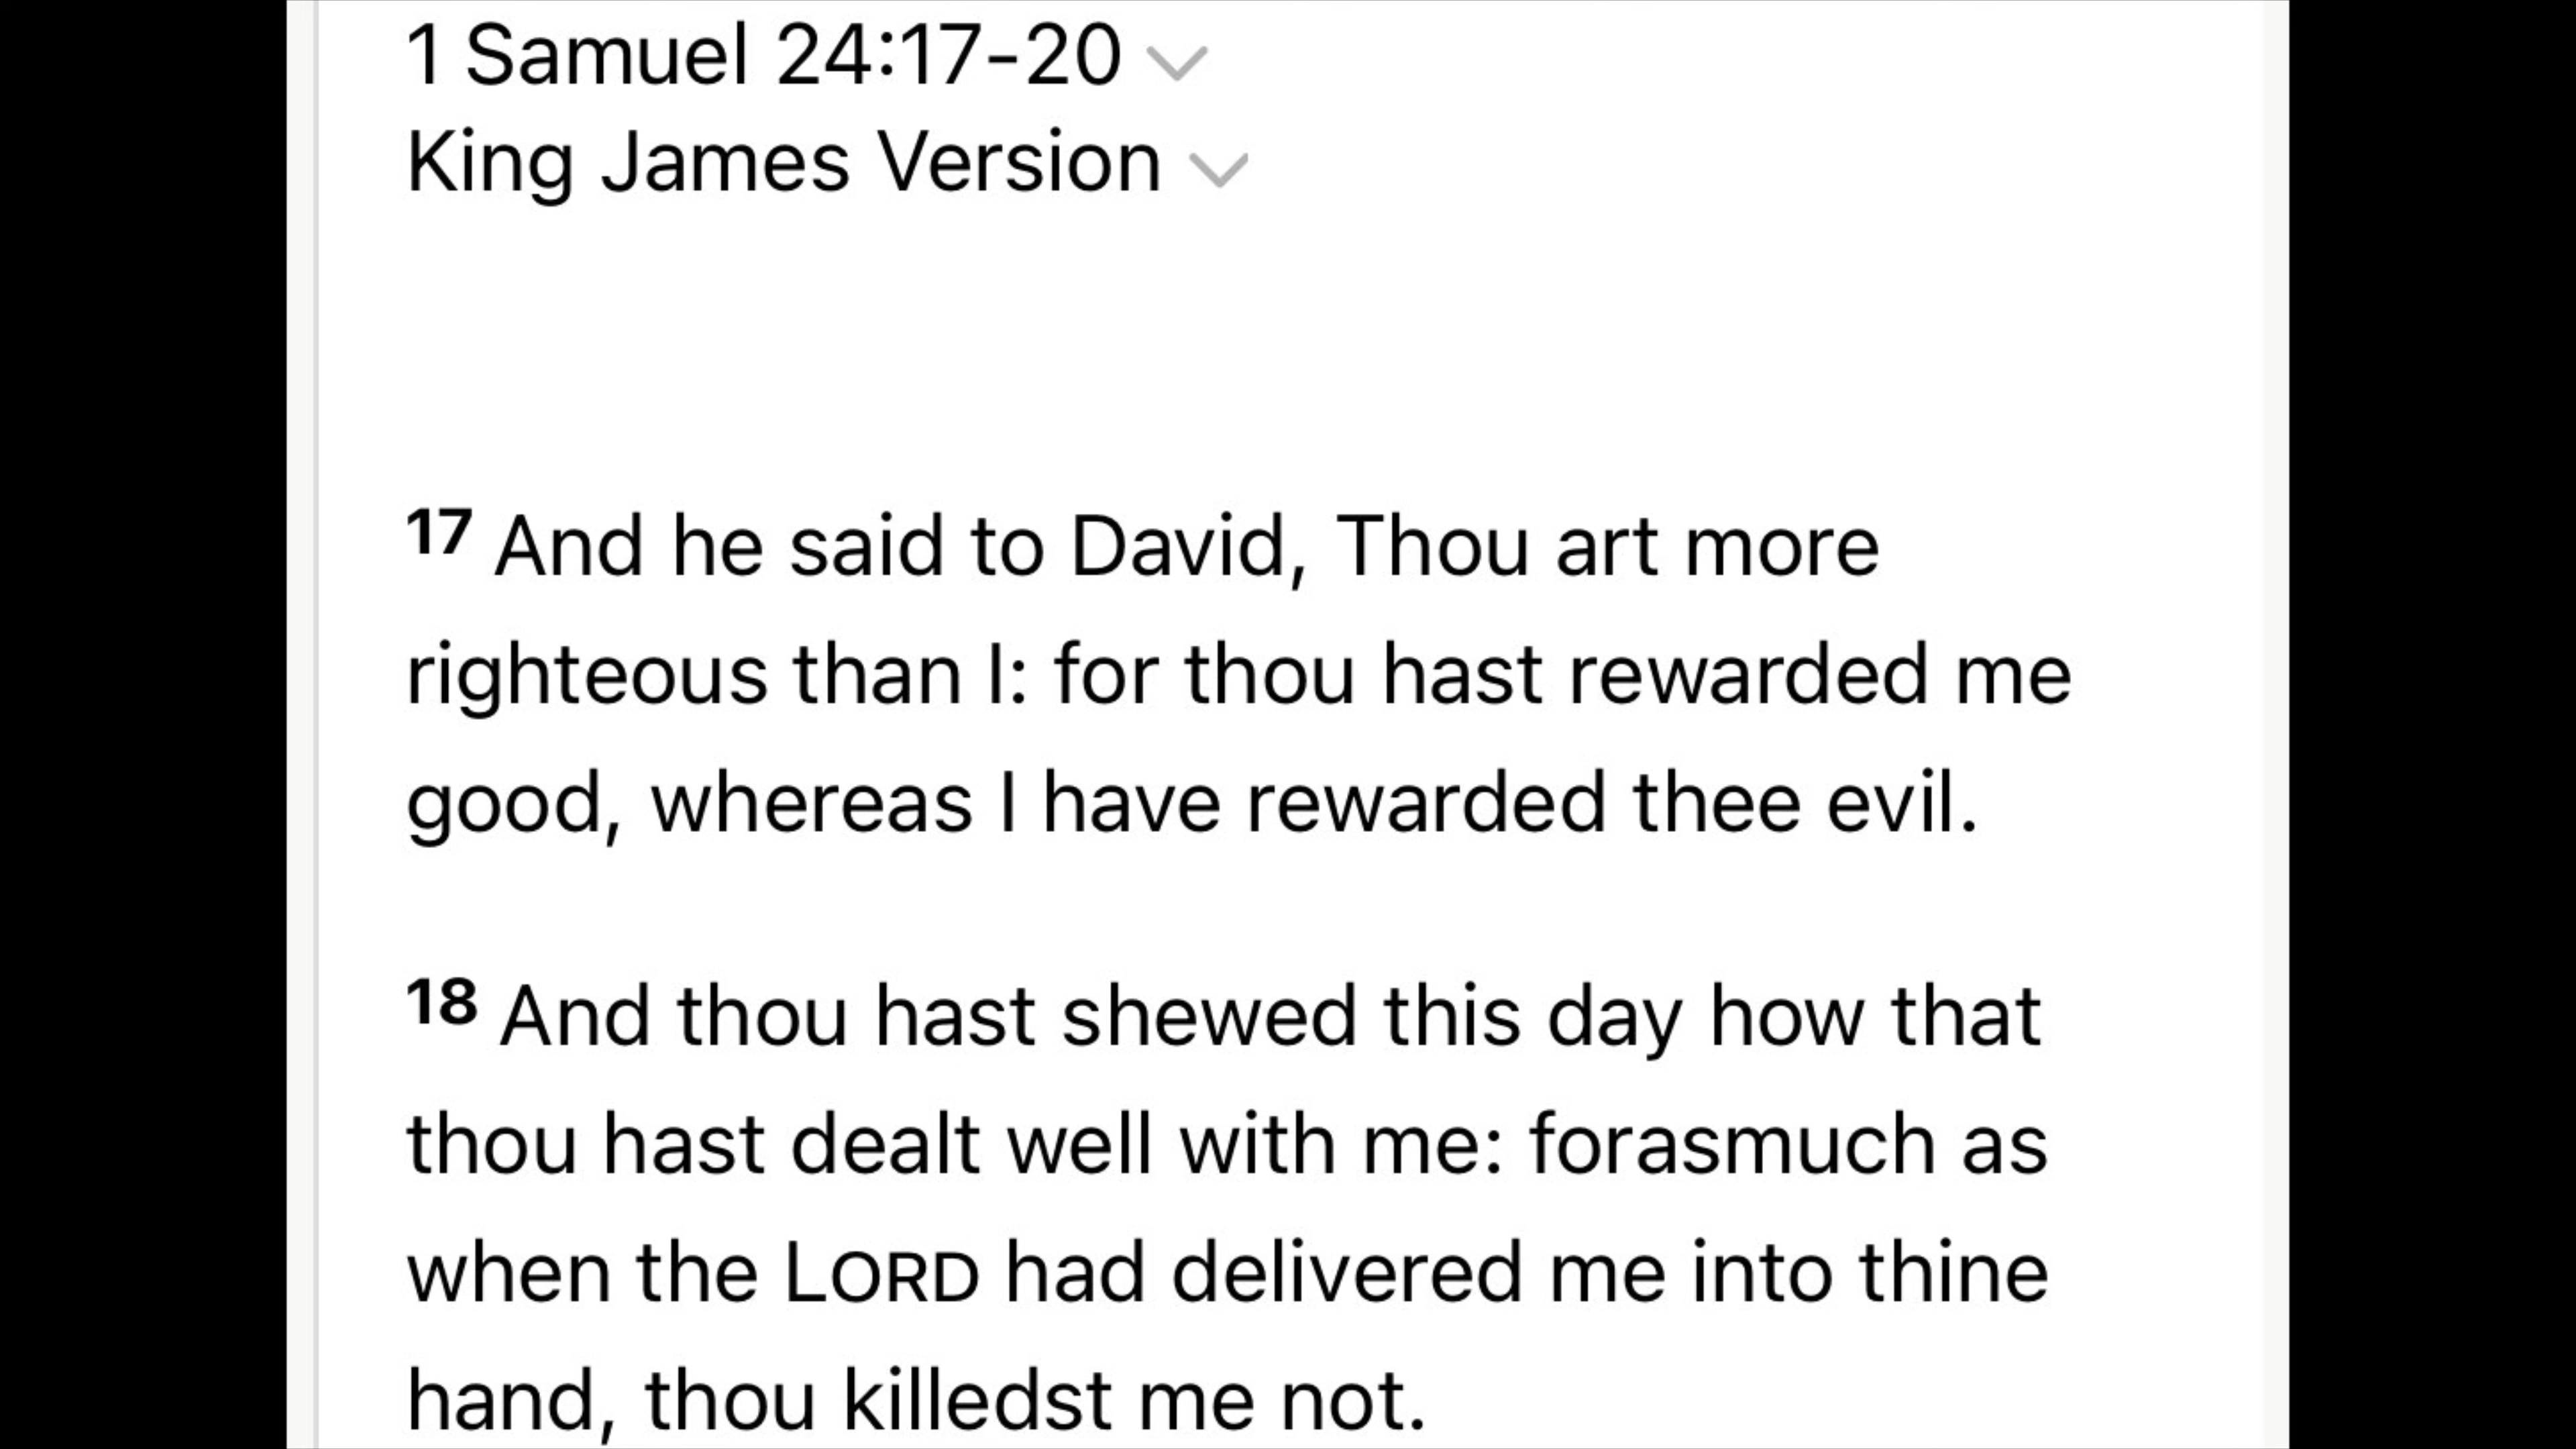 1 Samuel 24:17-20
King James Version
17 And he said to David, Thou art more
righteous than I: for thou hast rewarded me
good, whereas I have rewarded thee evil.
18 And thou hast shewed this day how that
thou hast dealt well with me: forasmuch as
when the LORD had delivered me into thine
hand, thou killedst me not.